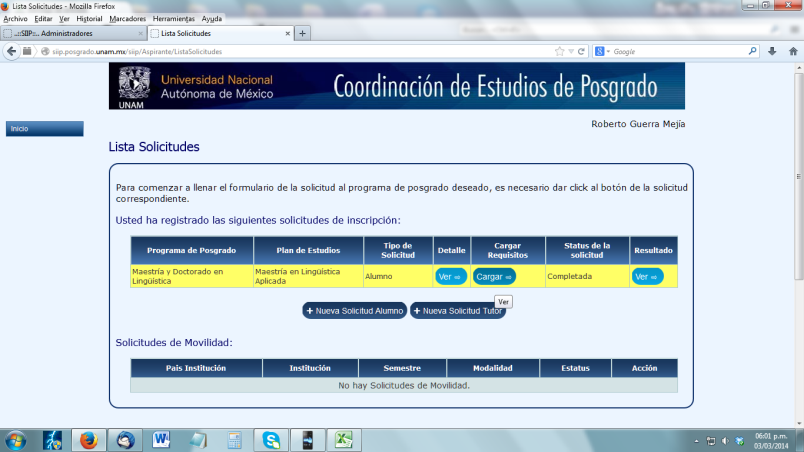 Lista Solicitudes - Mozilla Firefox
Archivo Editar Ver Historial Marcadores Herramientas Ayuda
..::SIIP::.. Administradores
Lista Solicitudes
siip.posgrado.unam.mx/siip/Aspirante/ListaSolicitudes
Google
UNAM
Universidad Nacional
Autónoma de México
Coordinación de Estudios de Posgrado
Inicio
Roberto Guerra Mejía
Lista Solicitudes
Para comenzar a llenar el formulario de la solicitud al programa de posgrado deseado, es necesario dar click al botón de la solicitud
correspondiente.
Usted ha registrado las siguientes solicitudes de inscripción:
Programa de Posgrado Plan de Estudios Tipo de Solicitud Detalle Cargar Requisitos Status de la solicitud Resultado
Maestría y Doctorado en Lingüística Maestría en Lingüística Aplicada Alumno Ver ⇨ Cargar ⇨ Completada Ver ⇨
Ver
+ Nueva Solicitud Alumno + Nueva Solicitud Tutor
Solicitudes de Movilidad:
Pais Institución Institución Semestre Modalidad Estatus Acción
No hay Solicitudes de Movilidad.
06:01 p.m.
03/03/2014